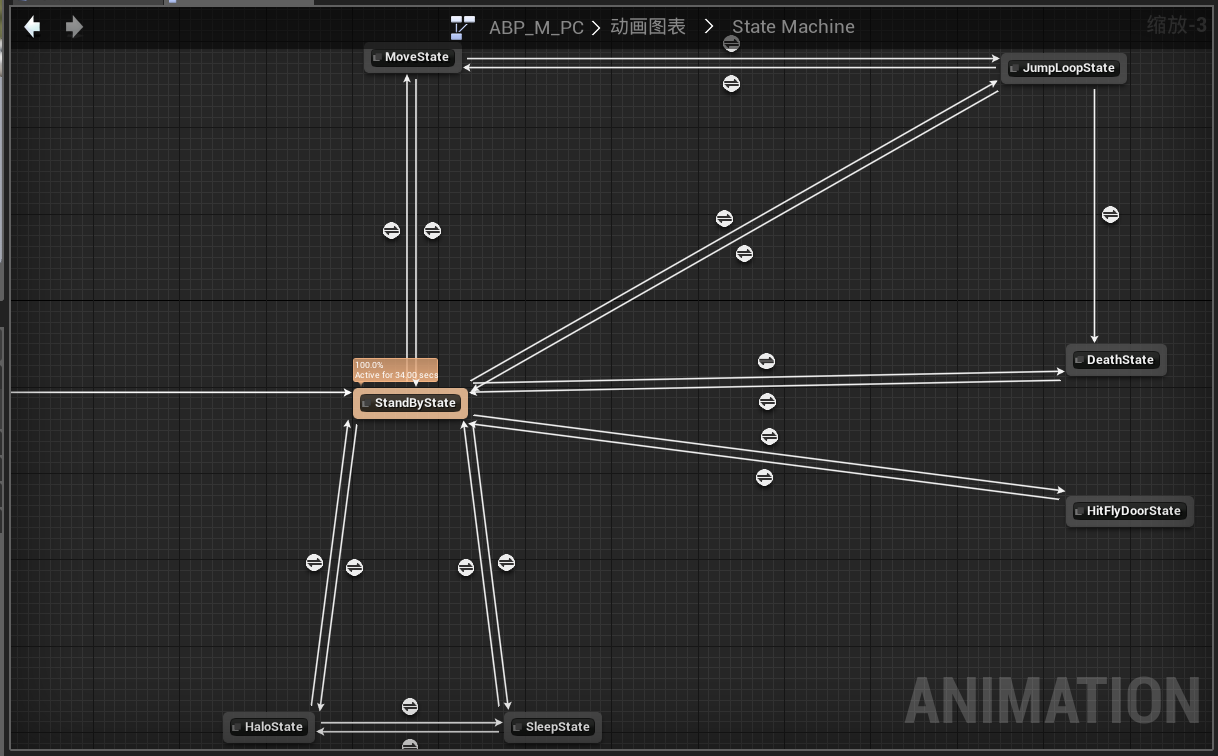 ABP_M_PC > 动画图表 > State Machine
缩放-3
MoveState
JumpLoopState
100.0%
Active for 34.00 secs
StandByState
DeathState
HitFlyDoorState
HaloState
SleepState
ANIMATION